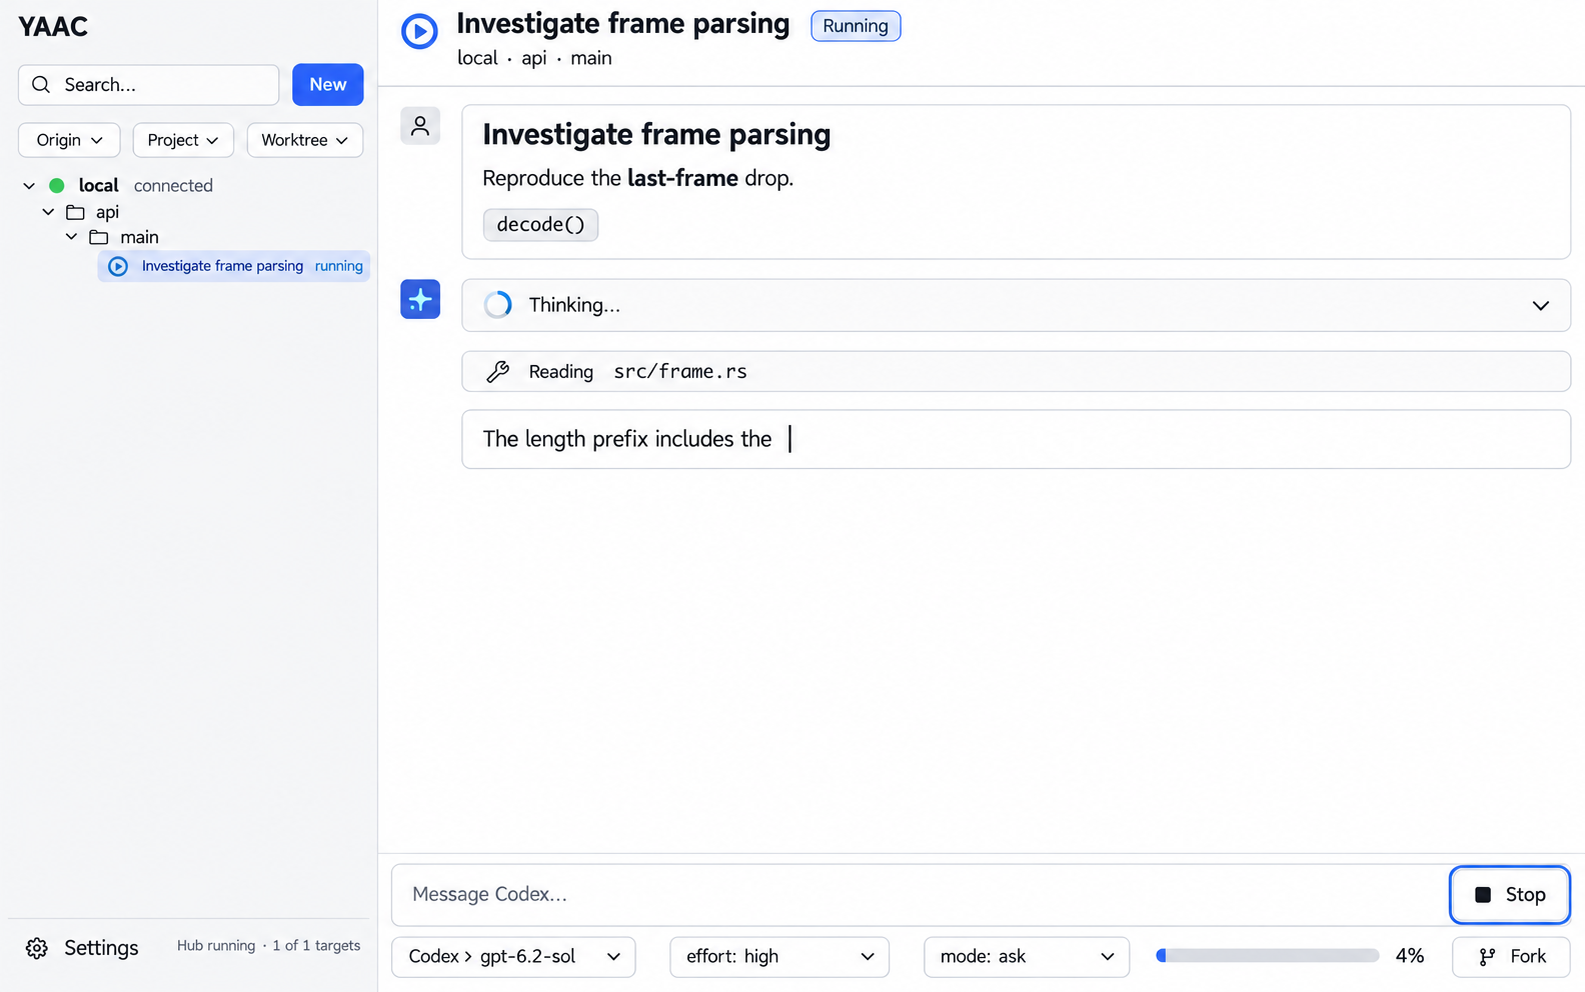 YAAC
Search...
New
Origin
Project
Worktree
local connected
api
main
Investigate frame parsing running
Settings
Hub running · 1 of 1 targets
Investigate frame parsing
Running
local · api · main
Investigate frame parsing
Reproduce the last-frame drop.
decode()
Thinking...
Reading src/frame.rs
The length prefix includes the
Message Codex...
Stop
Codex > gpt-6.2-sol
effort: high
mode: ask
4%
Fork